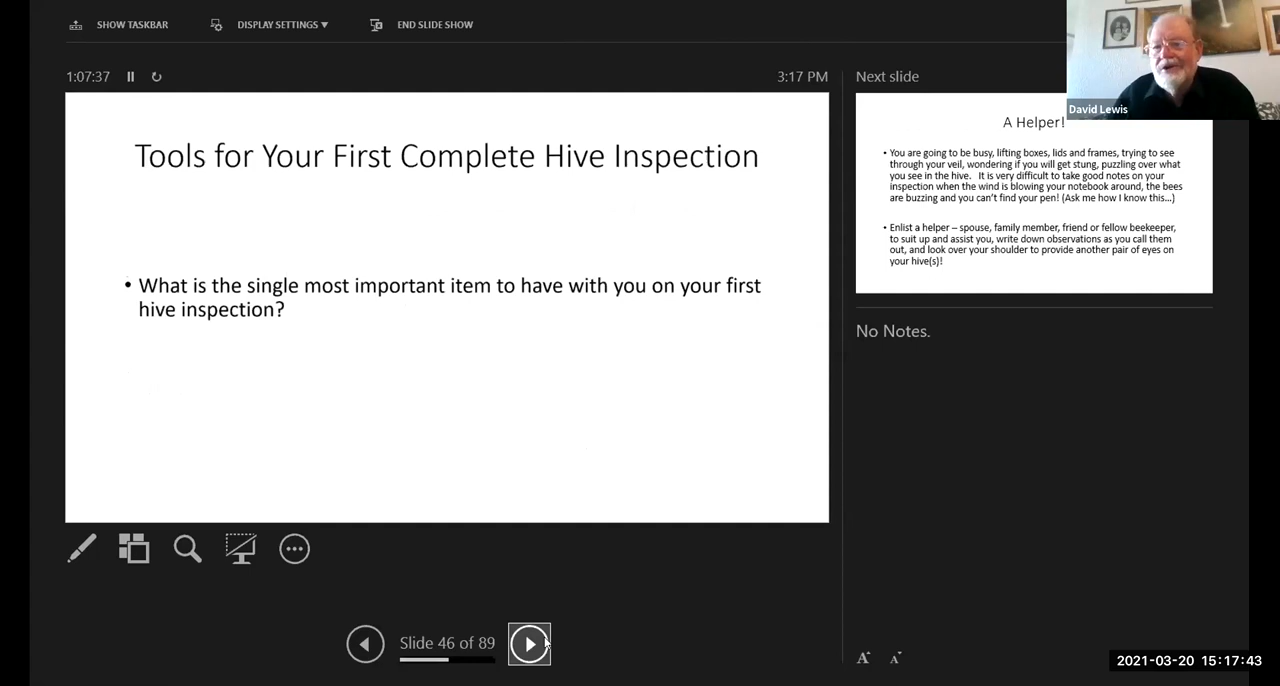 SHOW TASKBAR
DISPLAY SETTINGS ▼
END SLIDE SHOW
1:07:37
3:17 PM
Next slide
David Lewis
Tools for Your First Complete Hive Inspection
• What is the single most important item to have with you on your first
hive inspection?
A Helper!
• You are going to be busy, lifting boxes, lids and frames, trying to see
through your veil, wondering if you will get stung, puzzling over what
you see in the hive. It is very difficult to take good notes on your
inspection when the wind is blowing your notebook around, the bees
are buzzing and you can't find your pen! (Ask me how I know this...)
• Enlist a helper – spouse, family member, friend or fellow beekeeper,
to suit up and assist you, write down observations as you call them
out, and look over your shoulder to provide another pair of eyes on
your hive(s)!
No Notes.
Slide 46 of 89
A A
2021-03-20 15:17:43